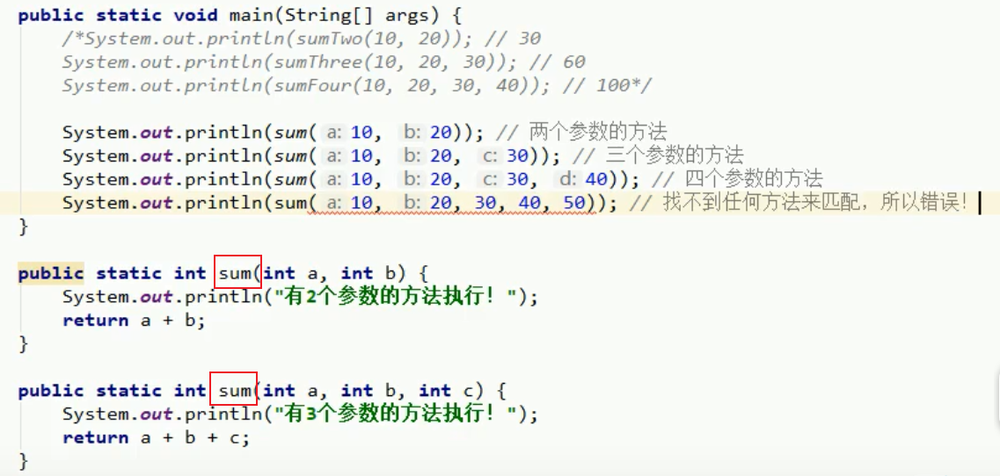 public static void main(String[] args) {
/*System.out.println(sumTwo(10, 20)); // 30
System.out.println(sumThree(10, 20, 30)); // 60
System.out.println(sumFour(10, 20, 30, 40)); // 100*/
System.out.println(sum( a: 10, b: 20)); // 两个参数的方法
System.out.println(sum( a: 10, b: 20, c: 30)); // 三个参数的方法
System.out.println(sum( a: 10, b: 20, c: 30, d: 40)); // 四个参数的方法
System.out.println(sum( a: 10, b: 20, 30, 40, 50)); // 找不到任何方法来匹配，所以错误！
}
public static int sum(int a, int b) {
System.out.println("有2个参数的方法执行！");
return a + b;
}
public static int sum(int a, int b, int c) {
System.out.println("有3个参数的方法执行！");
return a + b + c;
}